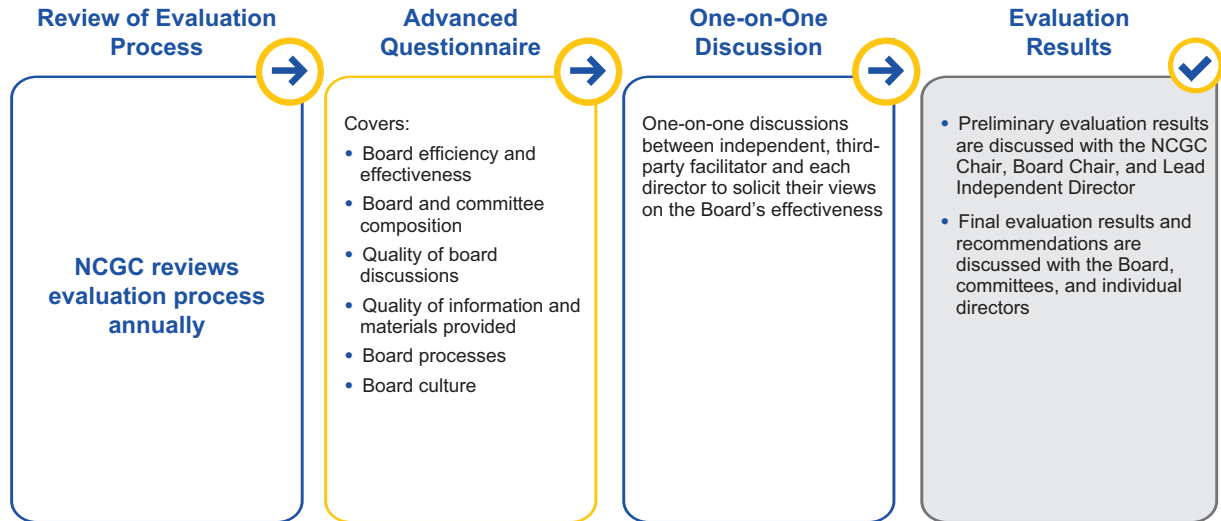 Review of Evaluation
Process
NCGC reviews
evaluation process
annually
Advanced
Questionnaire
Covers:
• Board efficiency and
effectiveness
• Board and committee
composition
• Quality of board
discussions
• Quality of information and
materials provided
• Board processes
• Board culture
One-on-One
Discussion
One-on-one discussions
between independent, third-
party facilitator and each
director to solicit their views
on the Board's effectiveness
Evaluation
Results
• Preliminary evaluation results
are discussed with the NCGC
Chair, Board Chair, and Lead
Independent Director
• Final evaluation results and
recommendations are
discussed with the Board,
committees, and individual
directors